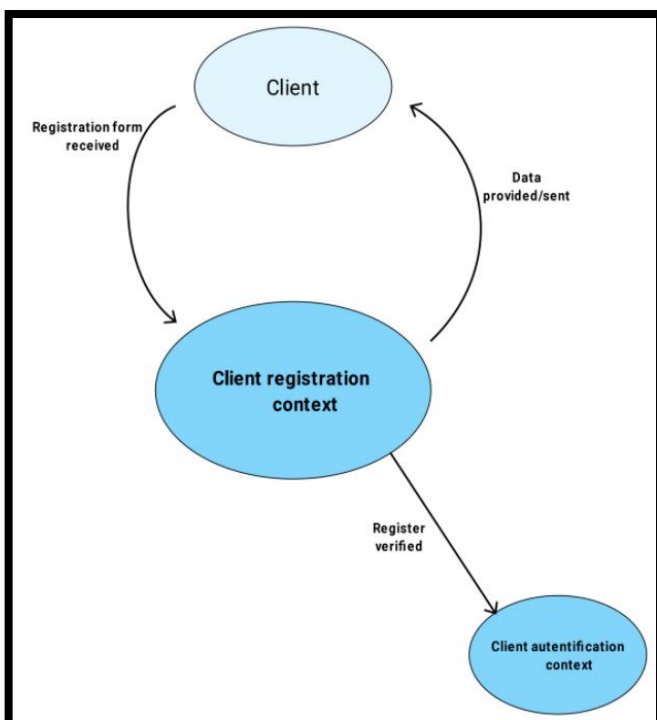 Client
Registration form
received
Data
provided/sent
Client registration
context
Register
verified
Client autentification
context